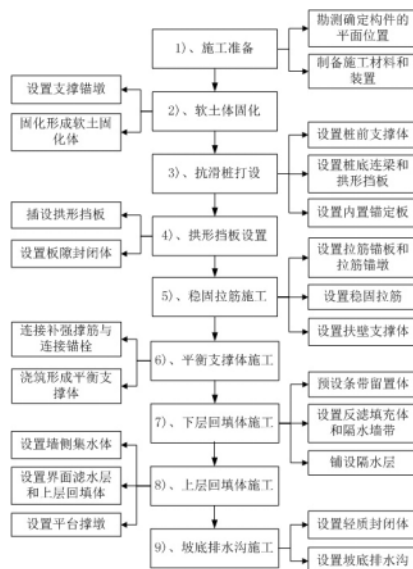 1)、施工准备
勘测确定构件的
平面位置
制备施工材料和
装置
2)、软土体固化
设置支撑锚墩
固化形成软土固
化体
3)、抗滑桩打设
设置桩前支撑体
设置桩底连梁和
拱形挡板
设置内置锚定板
4)、拱形挡板设置
插设拱形挡板
设置板隙封闭体
5)、稳固拉筋施工
设置拉筋锚板和
拉筋锚墩
设置稳固拉筋
设置扶壁支撑体
6)、平衡支撑体施工
连接补强撑筋与
连接锚栓
浇筑形成平衡支
撑体
7)、下层回填体施工
预设条带留置体
设置反滤填充体
和隔水墙带
铺设隔水层
8)、上层回填体施工
设置墙侧集水体
设置界面滤水层
和上层回填体
设置平台撑墩
9)、坡底排水沟施工
设置轻质封闭体
设置坡底排水沟